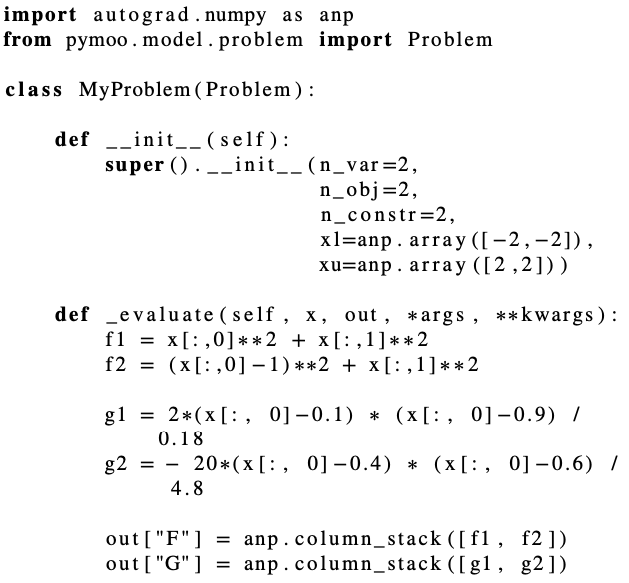 import autograd.numpy as anp
from pymoo.model.problem import Problem

class MyProblem(Problem):

    def __init__(self):
        super().__init__(n_var=2,
                         n_obj=2,
                         n_constr=2,
                         xl=anp.array([-2,-2]),
                         xu=anp.array([2,2]))

    def _evaluate(self, x, out, *args, **kwargs):
        f1 = x[:,0]**2 + x[:,1]**2
        f2 = (x[:,0]-1)**2 + x[:,1]**2

        g1 = 2*(x[:, 0]-0.1) * (x[:, 0]-0.9) /
            0.18
        g2 = - 20*(x[:, 0]-0.4) * (x[:, 0]-0.6) /
             4.8

        out["F"] = anp.column_stack([f1, f2])
        out["G"] = anp.column_stack([g1, g2])